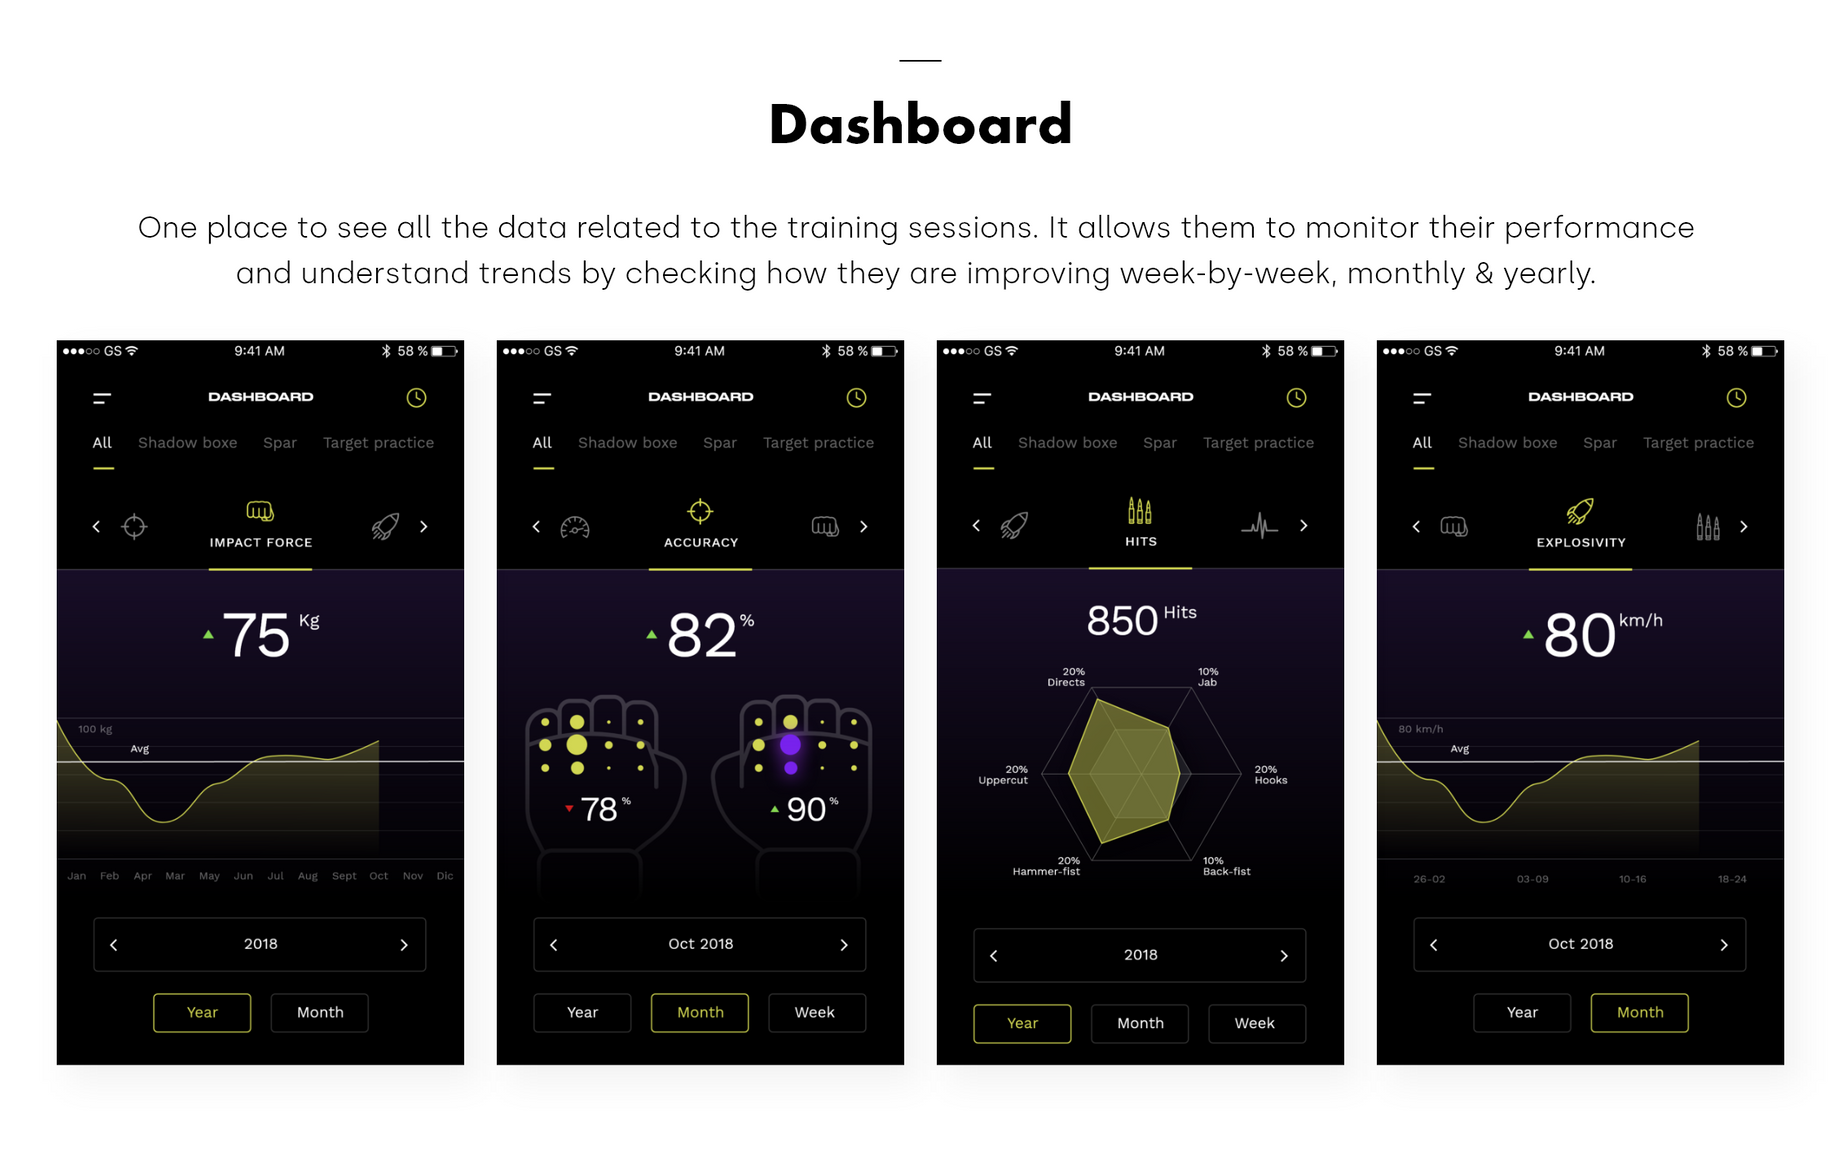 Dashboard
One place to see all the data related to the training sessions. It allows them to monitor their performance
and understand trends by checking how they are improving week-by-week, monthly & yearly.
GS 9:41 AM 58 %
DASHBOARD
All Shadow boxe Spar Target practice
IMPACT FORCE
75 Kg
100 kg
Avg
Jan Feb Apr Mar May Jun Jul Aug Sept Oct Nov Dic
2018
Year Month
GS 9:41 AM 58 %
DASHBOARD
All Shadow boxe Spar Target practice
ACCURACY
82 %
78 % 90 %
Oct 2018
Year Month Week
GS 9:41 AM 58 %
DASHBOARD
All Shadow boxe Spar Target practice
HITS
850 Hits
20% 10%
Directs Jab
20% 20%
Uppercut Hooks
20% 10%
Hammer-fist Back-fist
2018
Year Month Week
GS 9:41 AM 58 %
DASHBOARD
All Shadow boxe Spar Target practice
EXPLOSIVITY
80 km/h
80 km/h
Avg
26-02 03-09 10-16 18-24
Oct 2018
Year Month